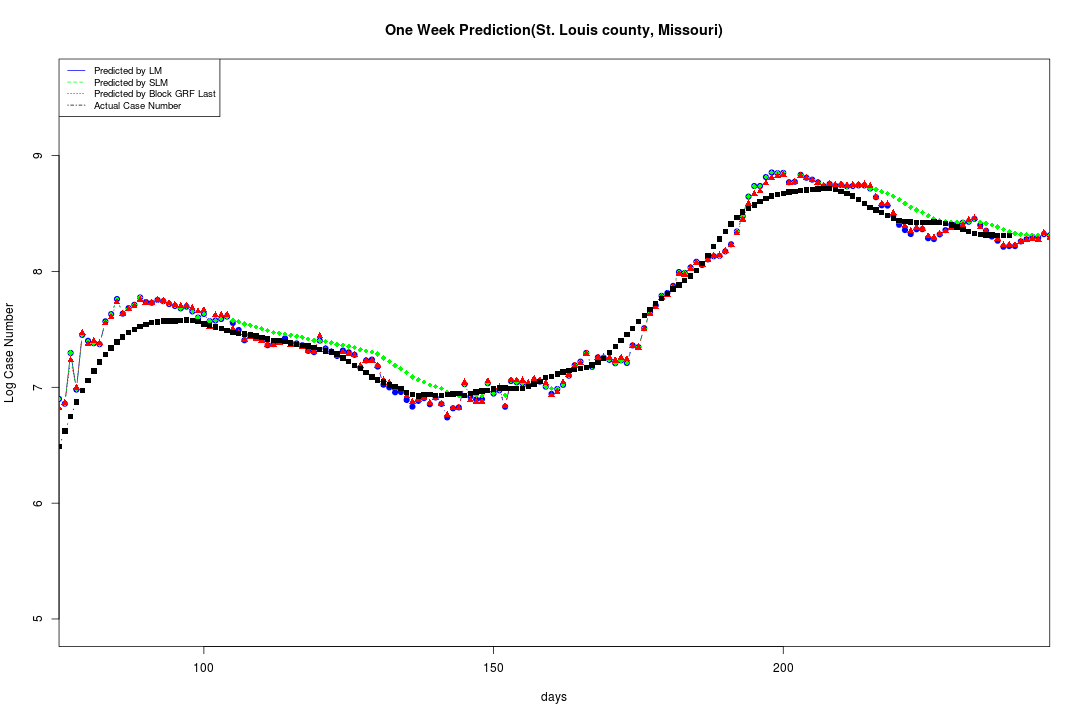 One Week Prediction(St. Louis county, Missouri)
Predicted by LM
Predicted by SLM
Predicted by Block GRF Last
Actual Case Number
9
8
7
6
5
Log Case Number
100 150 200
days